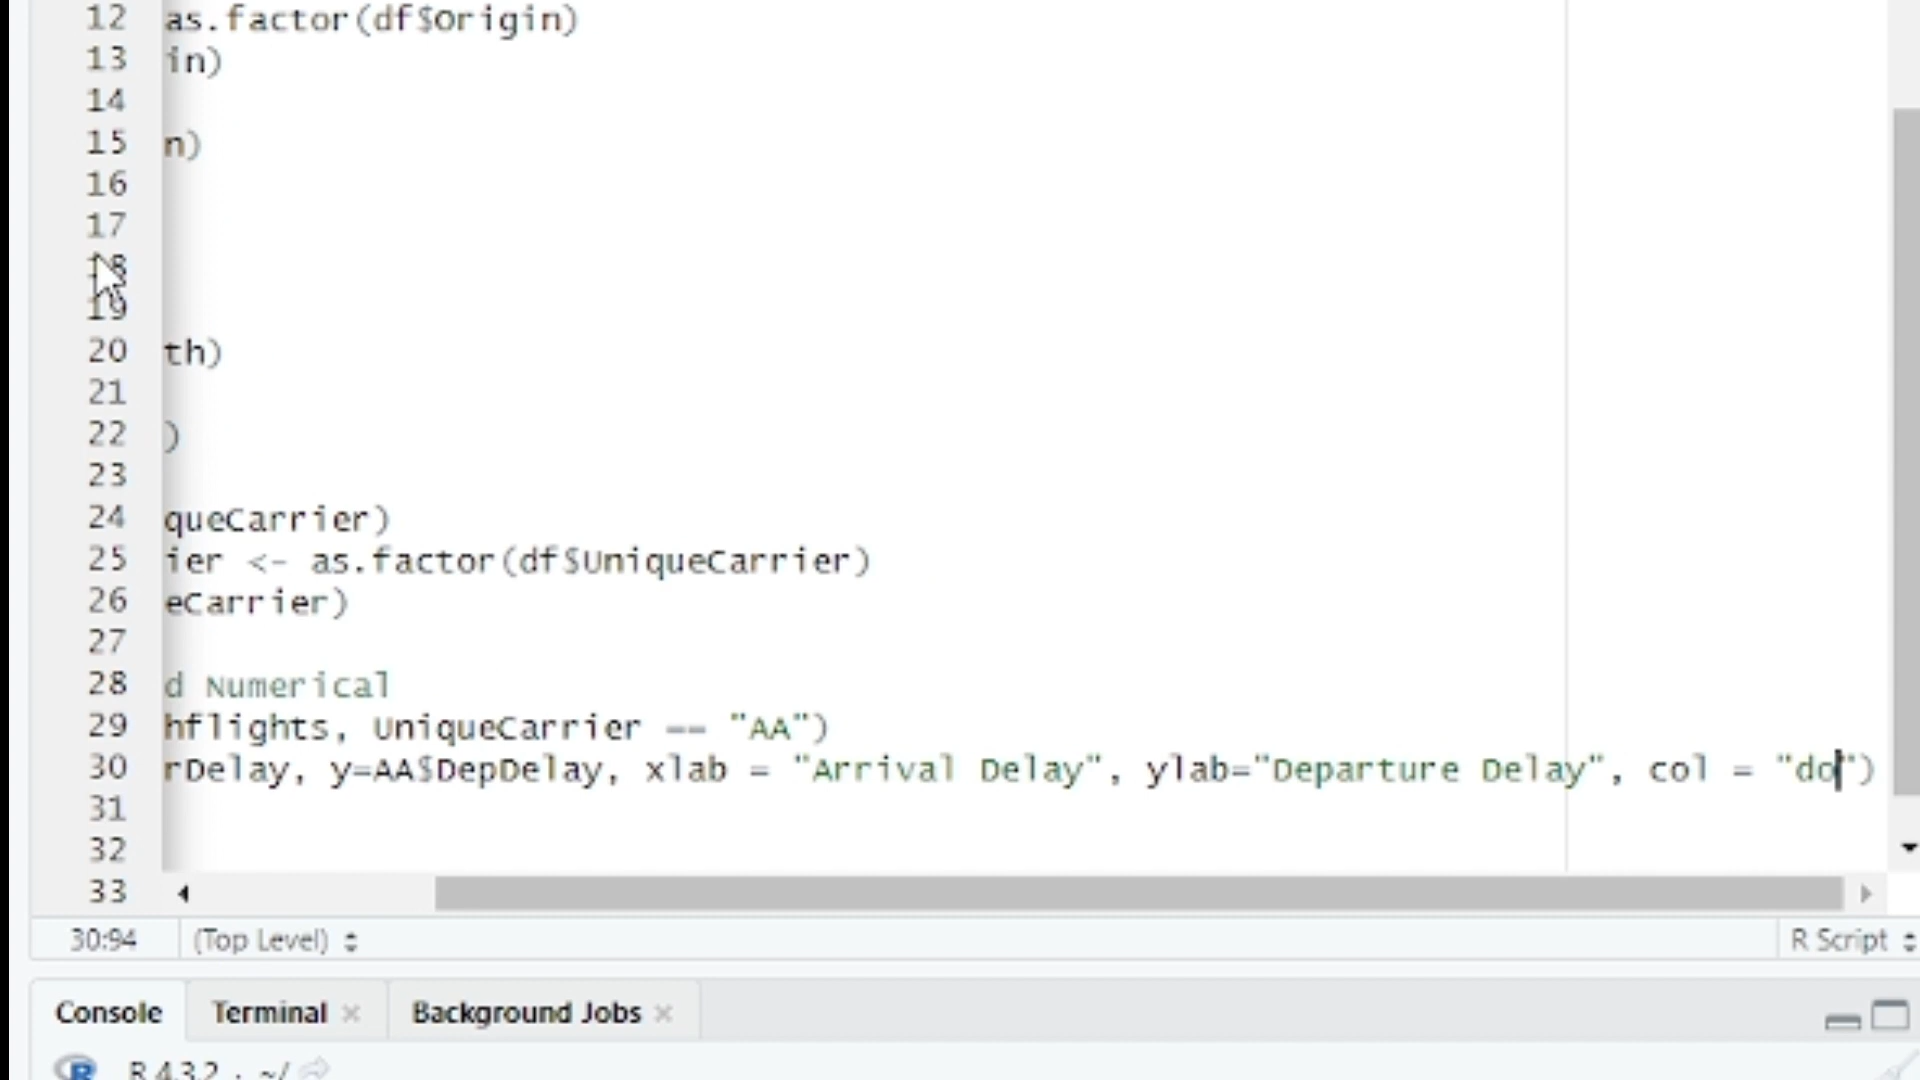 12 as.factor(df$Origin)
13 in)
14
15 n)
16
17
18
19
20 th)
21
22 )
23
24 queCarrier)
25 ier <- as.factor(df$UniqueCarrier)
26 eCarrier)
27
28 d Numerical
29 hflights, UniqueCarrier == "AA")
30 rDelay, y=AA$DepDelay, xlab = "Arrival Delay", ylab="Departure Delay", col = "do")
31
32
33
30:94 (Top Level) R Script
Console Terminal Background Jobs
R R 4.3.2 · ~/